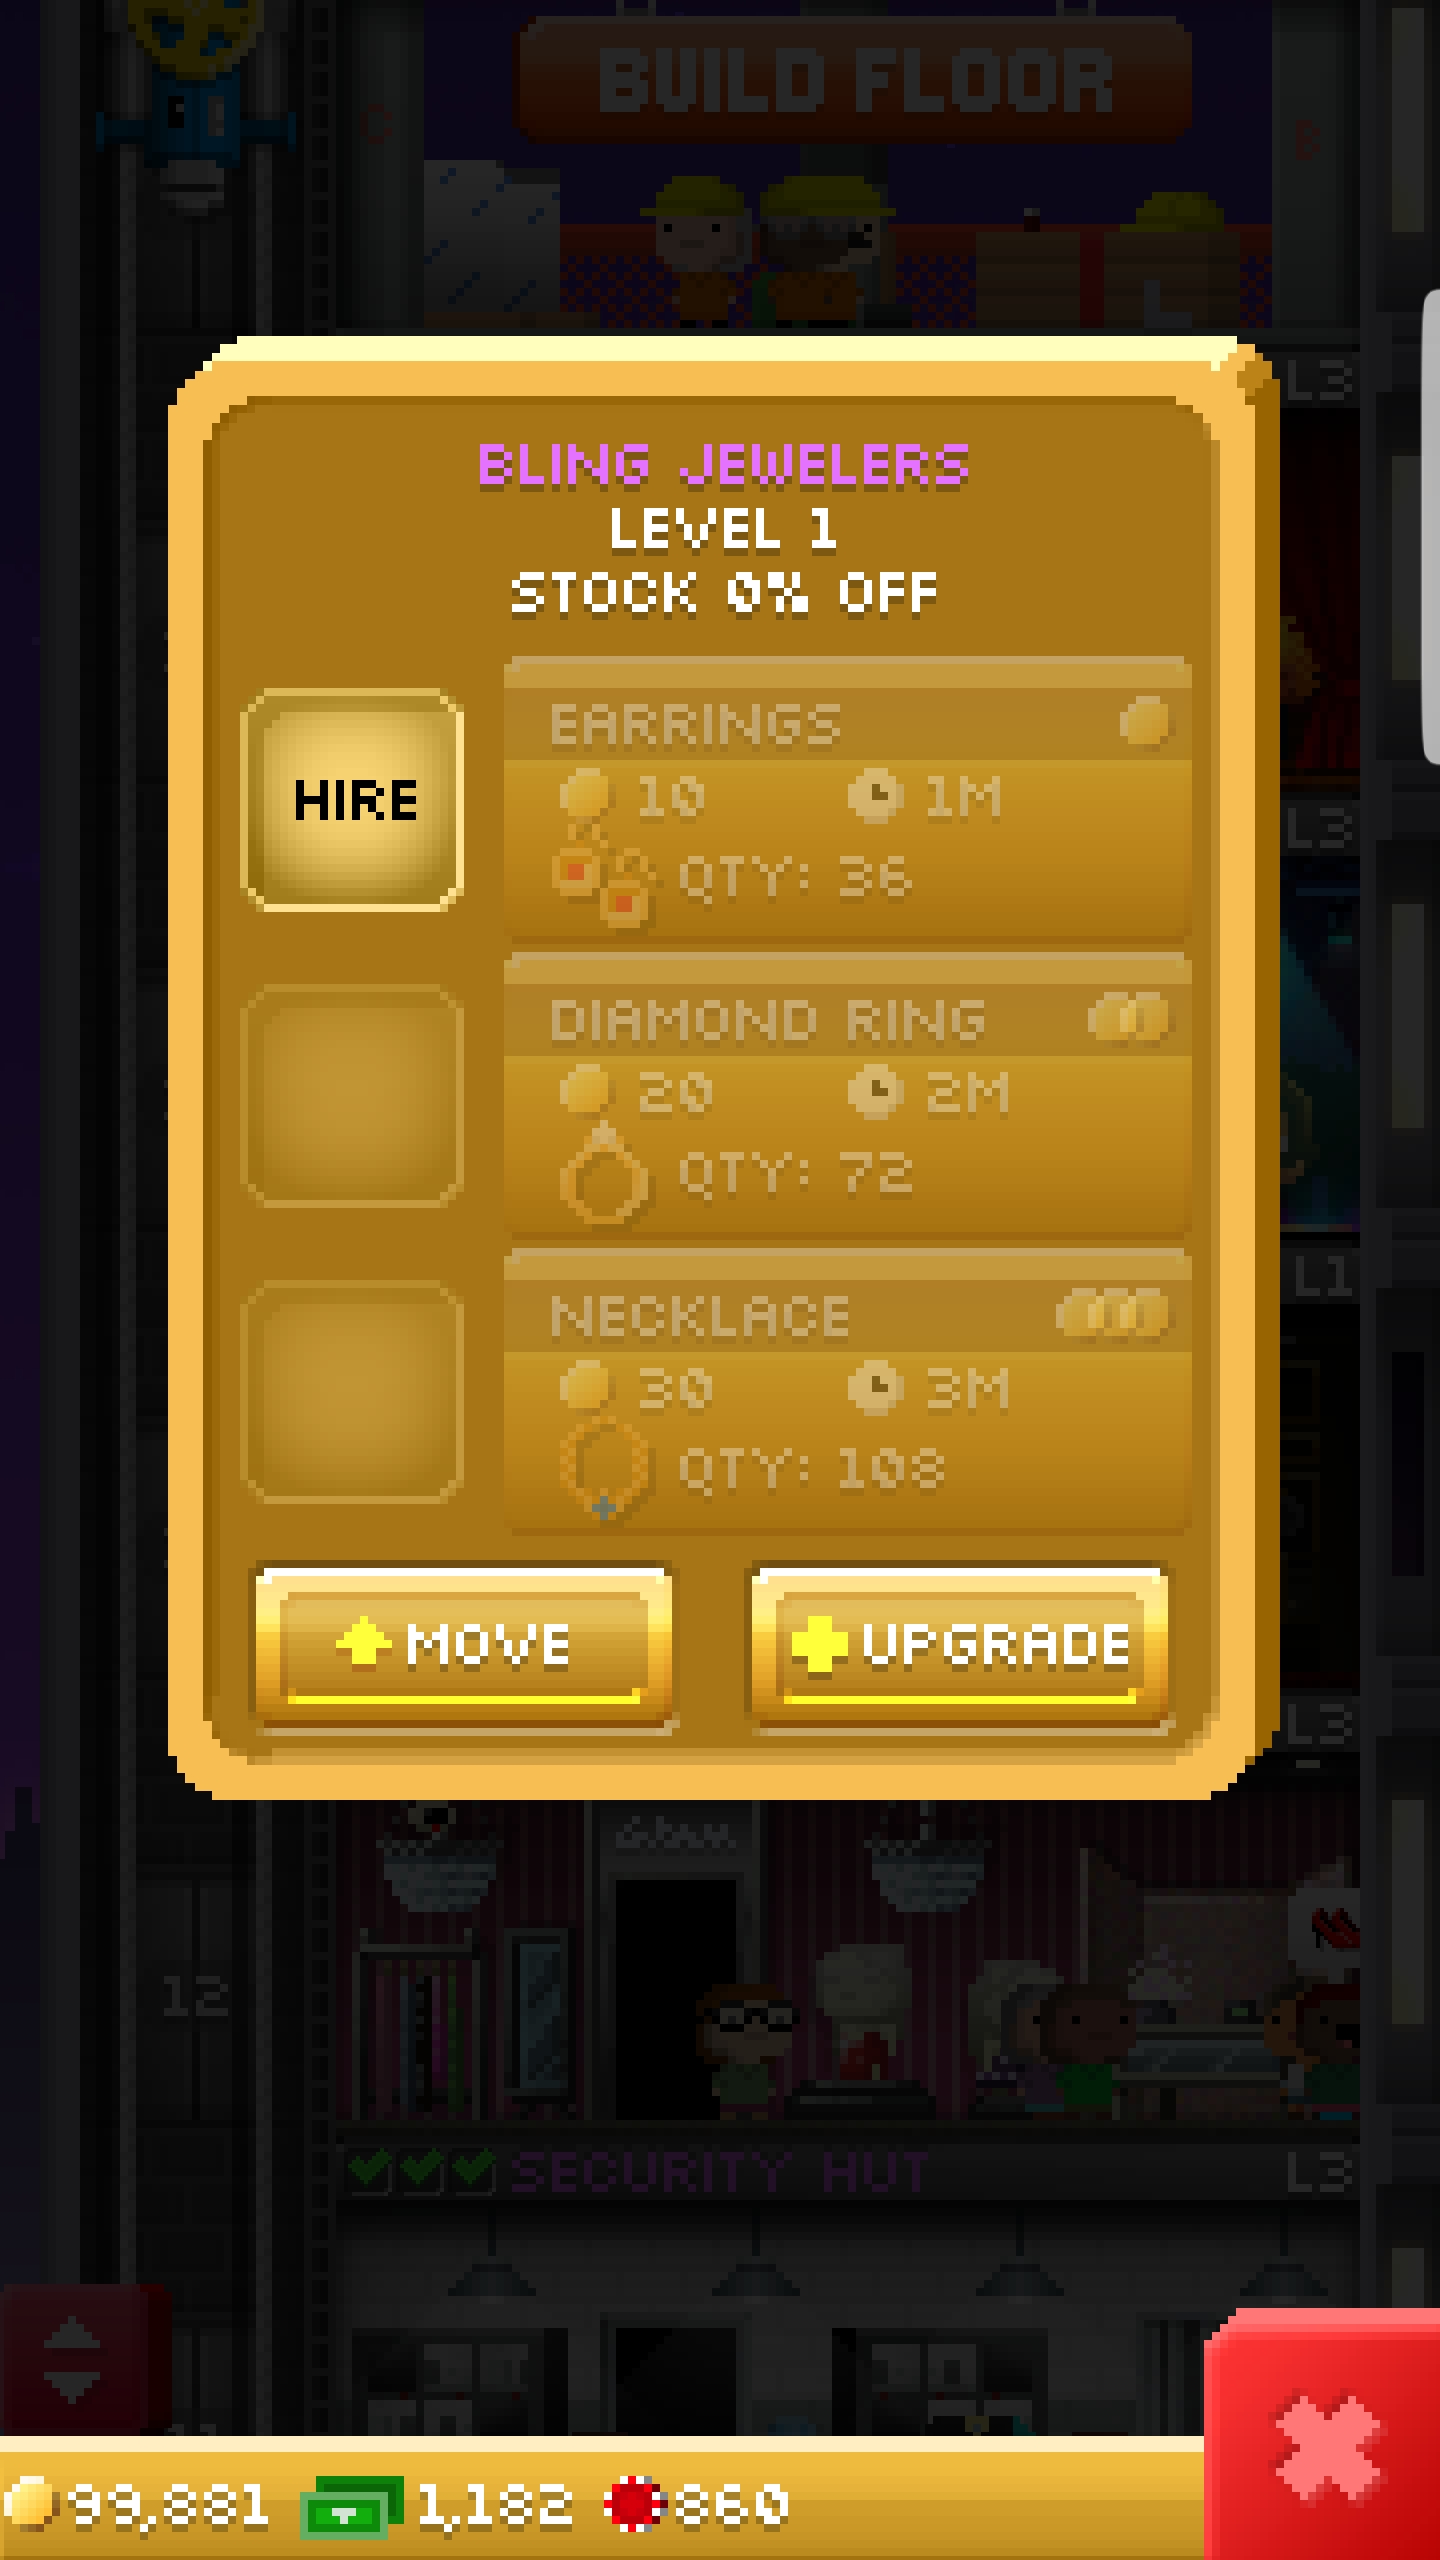 BUILD FLOOR
C
B
L3
BLING JEWELERS
LEVEL 1
STOCK 0% OFF
HIRE
EARRINGS
10 1M
QTY: 36
L3
DIAMOND RING
20 2M
QTY: 72
L1
NECKLACE
30 3M
QTY: 108
MOVE
UPGRADE
L3
12
SECURITY HUT
L3
11
99,881 1,182 860